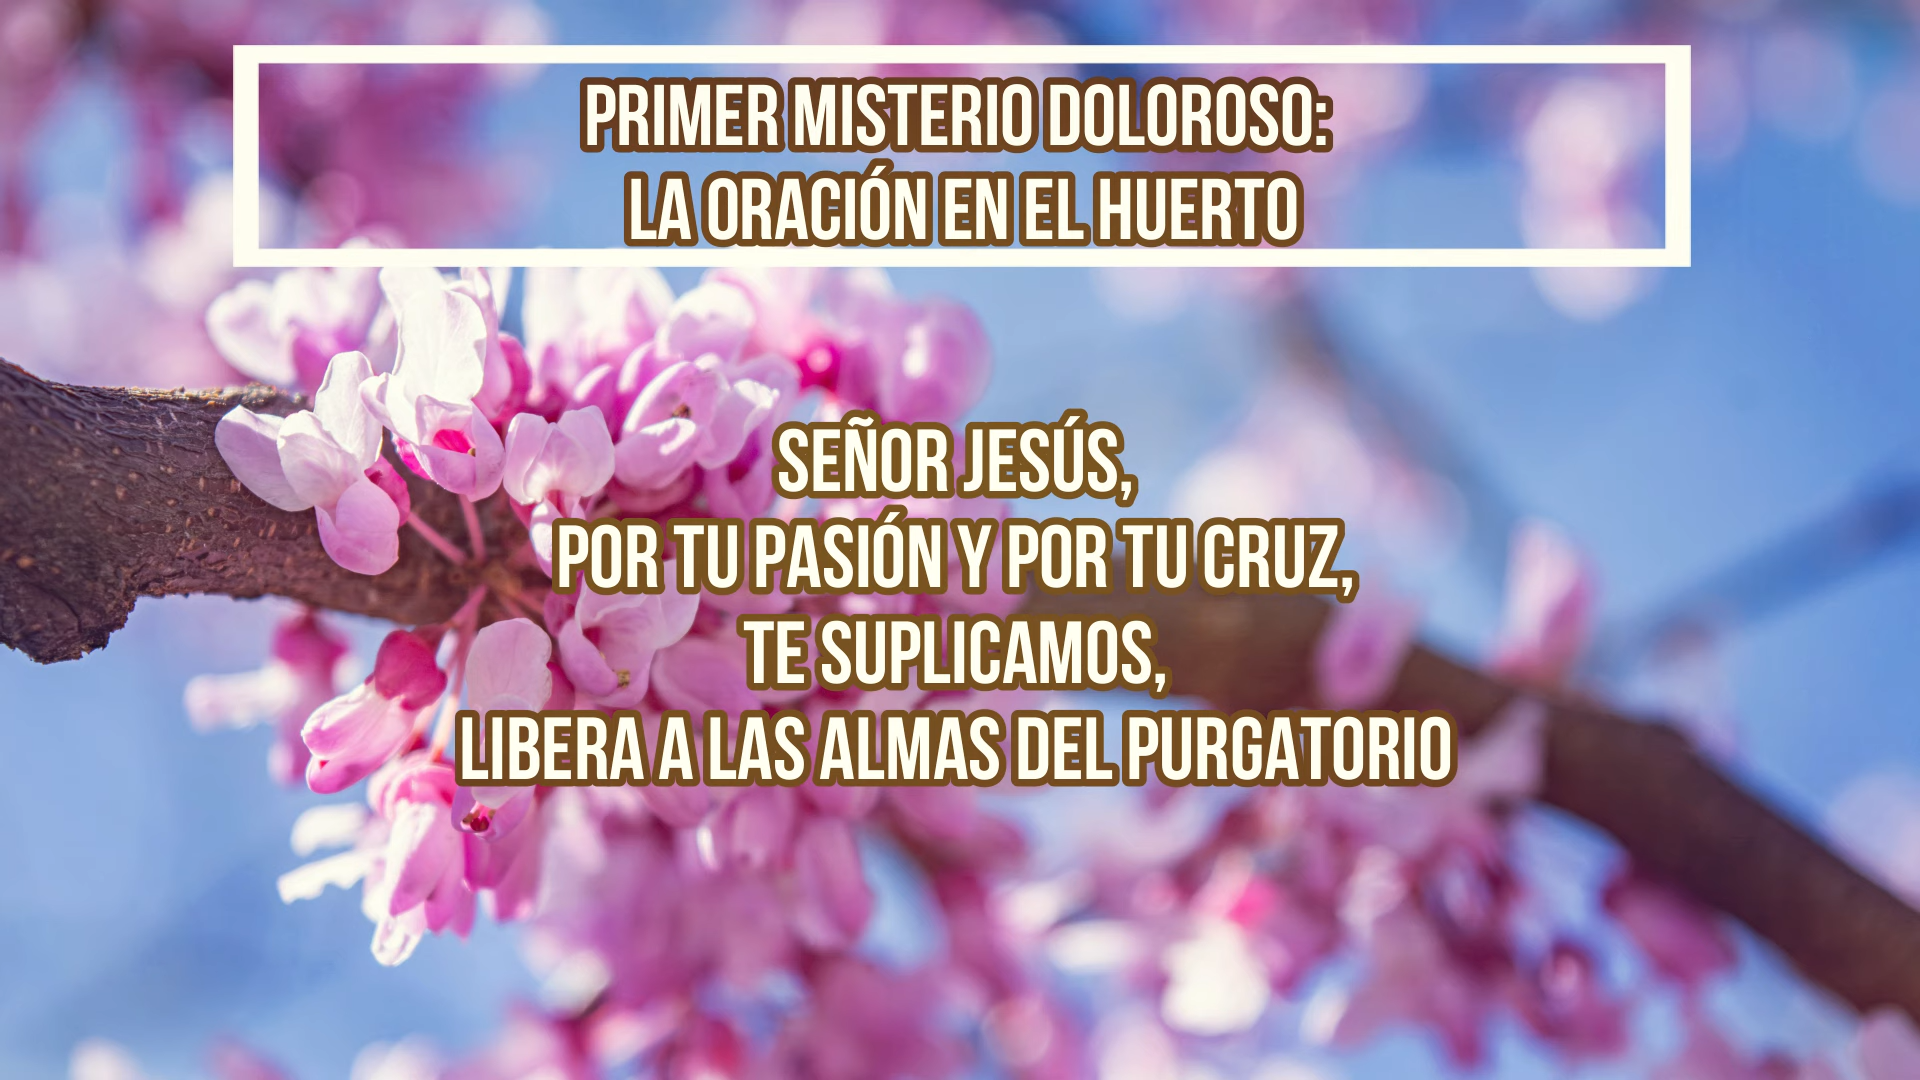 PRIMER MISTERIO DOLOROSO:
LA ORACIÓN EN EL HUERTO
SEÑOR JESÚS,
POR TU PASIÓN Y POR TU CRUZ,
TE SUPLICAMOS,
LIBERA A LAS ALMAS DEL PURGATORIO